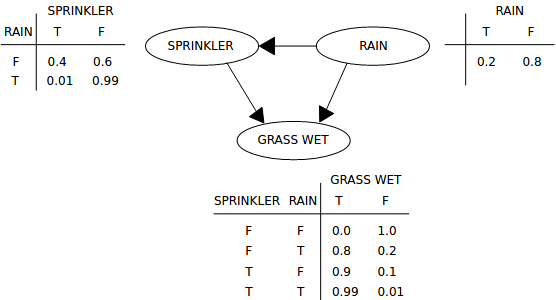 SPRINKLER
RAIN T F
F 0.4 0.6
T 0.01 0.99
SPRINKLER
RAIN
RAIN
T F
0.2 0.8
GRASS WET
GRASS WET
SPRINKLER RAIN T F
F F 0.0 1.0
F T 0.8 0.2
T F 0.9 0.1
T T 0.99 0.01